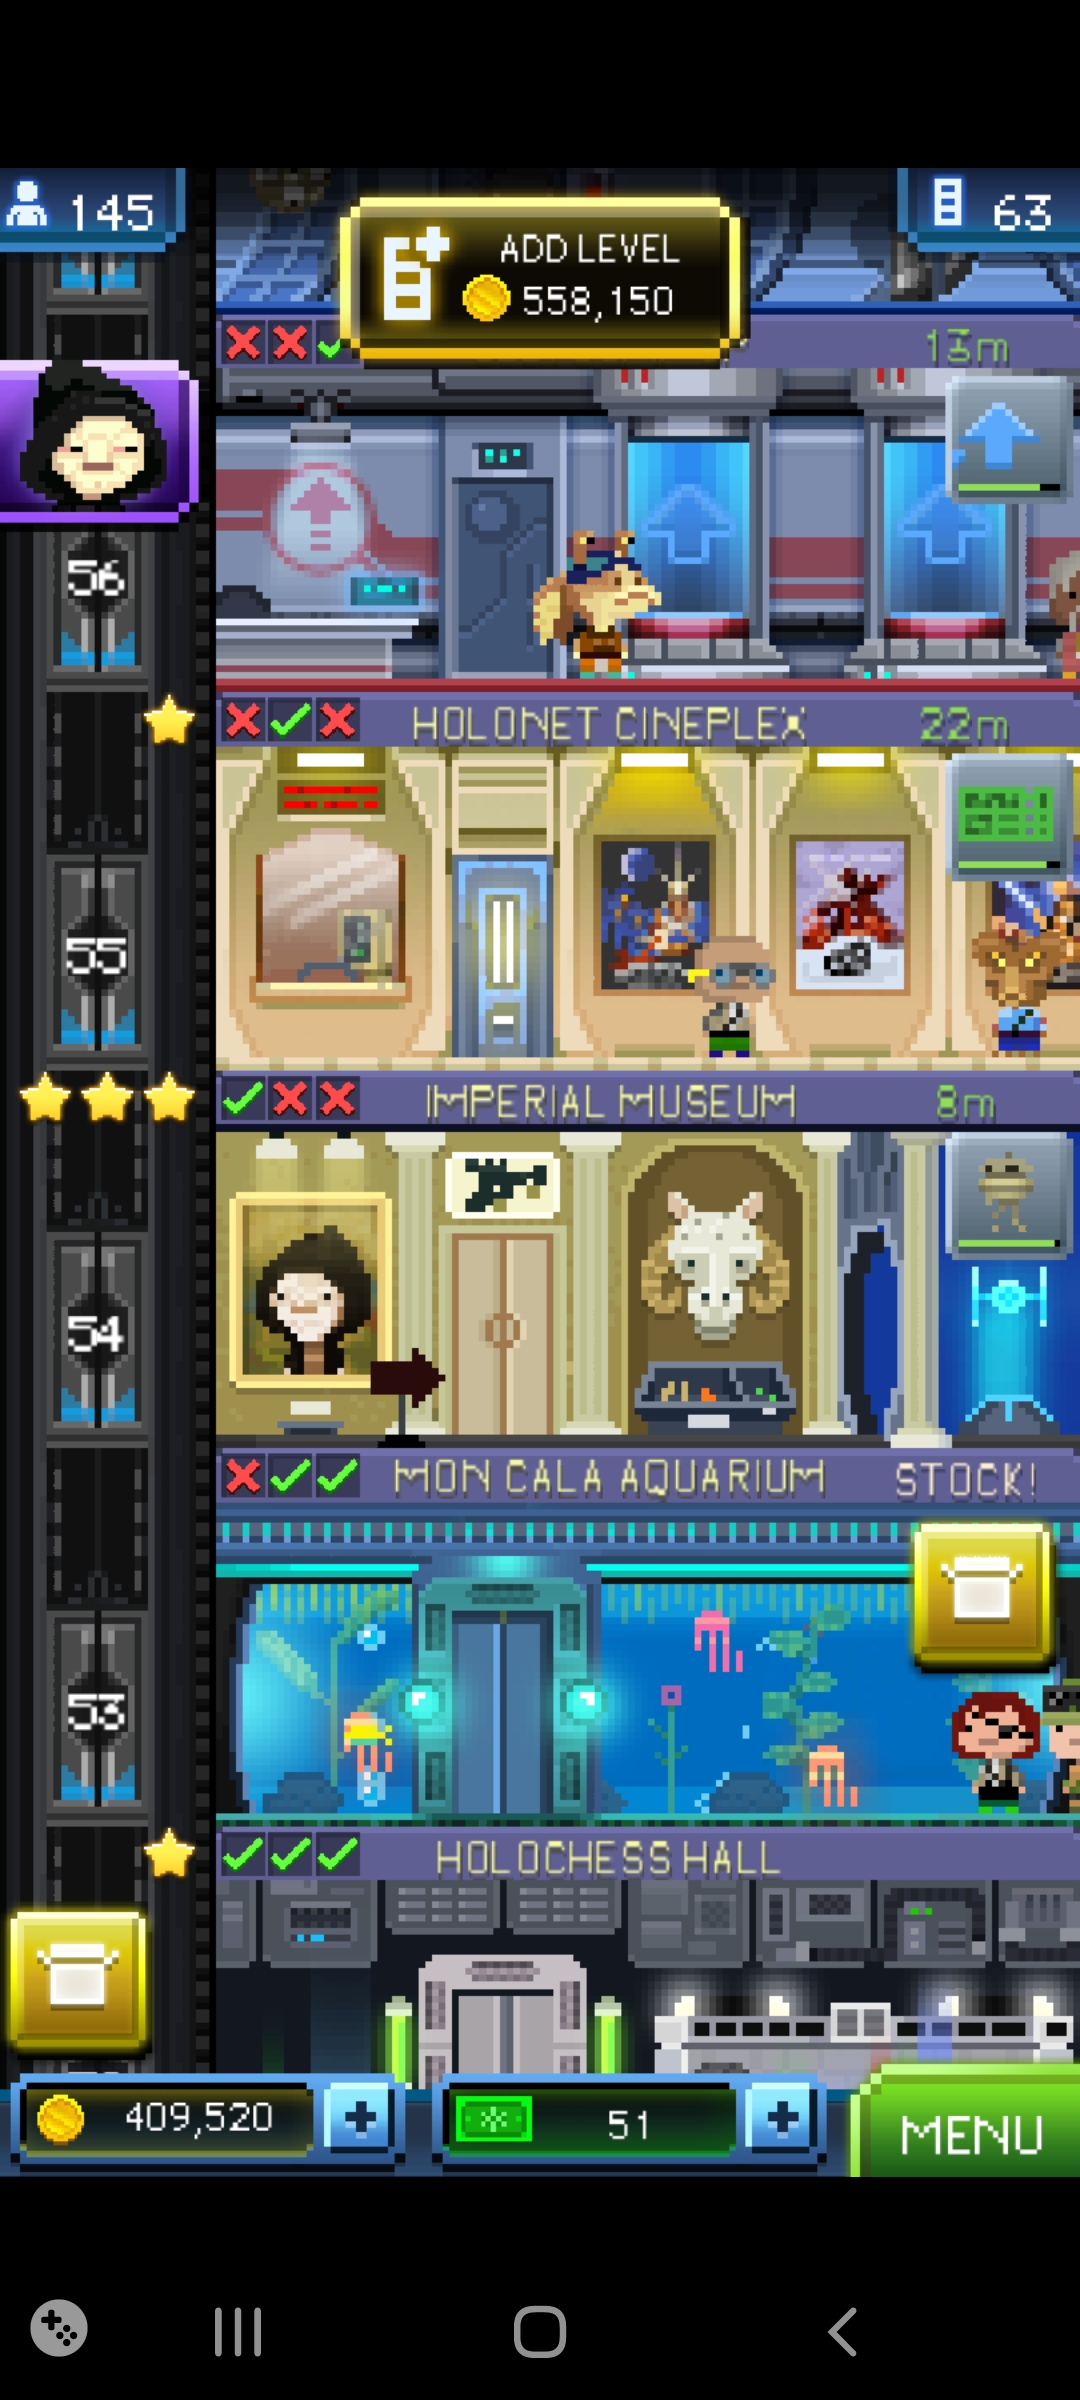 145
63
ADD LEVEL
558,150
13m
56
HOLONET CINEPLEX 22m
55
IMPERIAL MUSEUM 8m
54
MON CALA AQUARIUM STOCK!
53
HOLOCHESS HALL
409,520
51
MENU